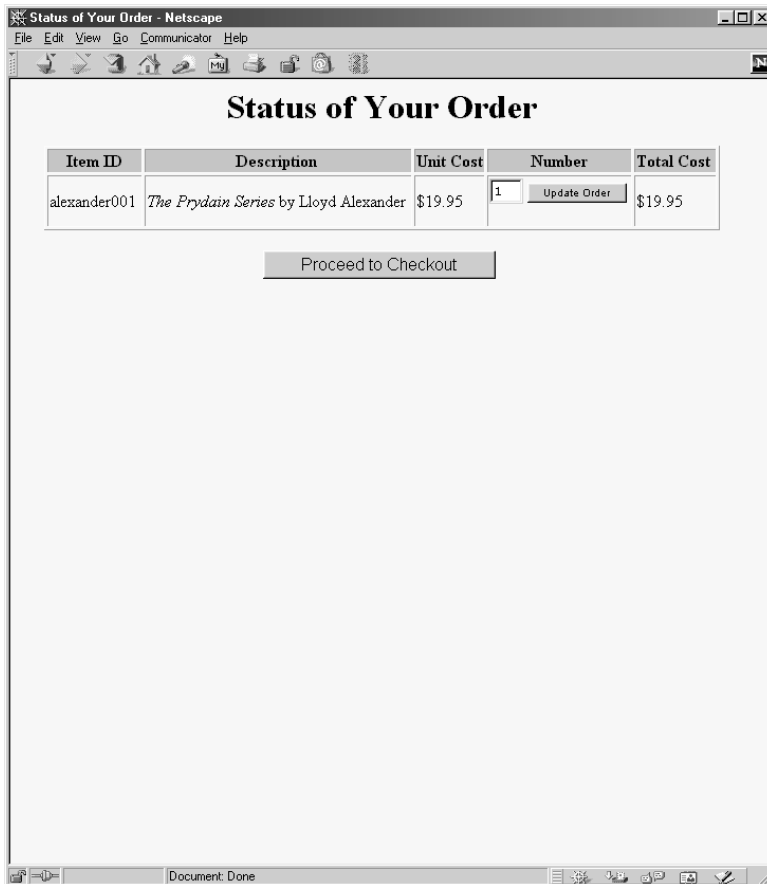 Status of Your Order - Netscape
File Edit View Go Communicator Help
My
N
Status of Your Order
Item ID Description Unit Cost Number Total Cost
alexander001 The Prydain Series by Lloyd Alexander $19.95 1 Update Order $19.95
Proceed to Checkout
Document: Done